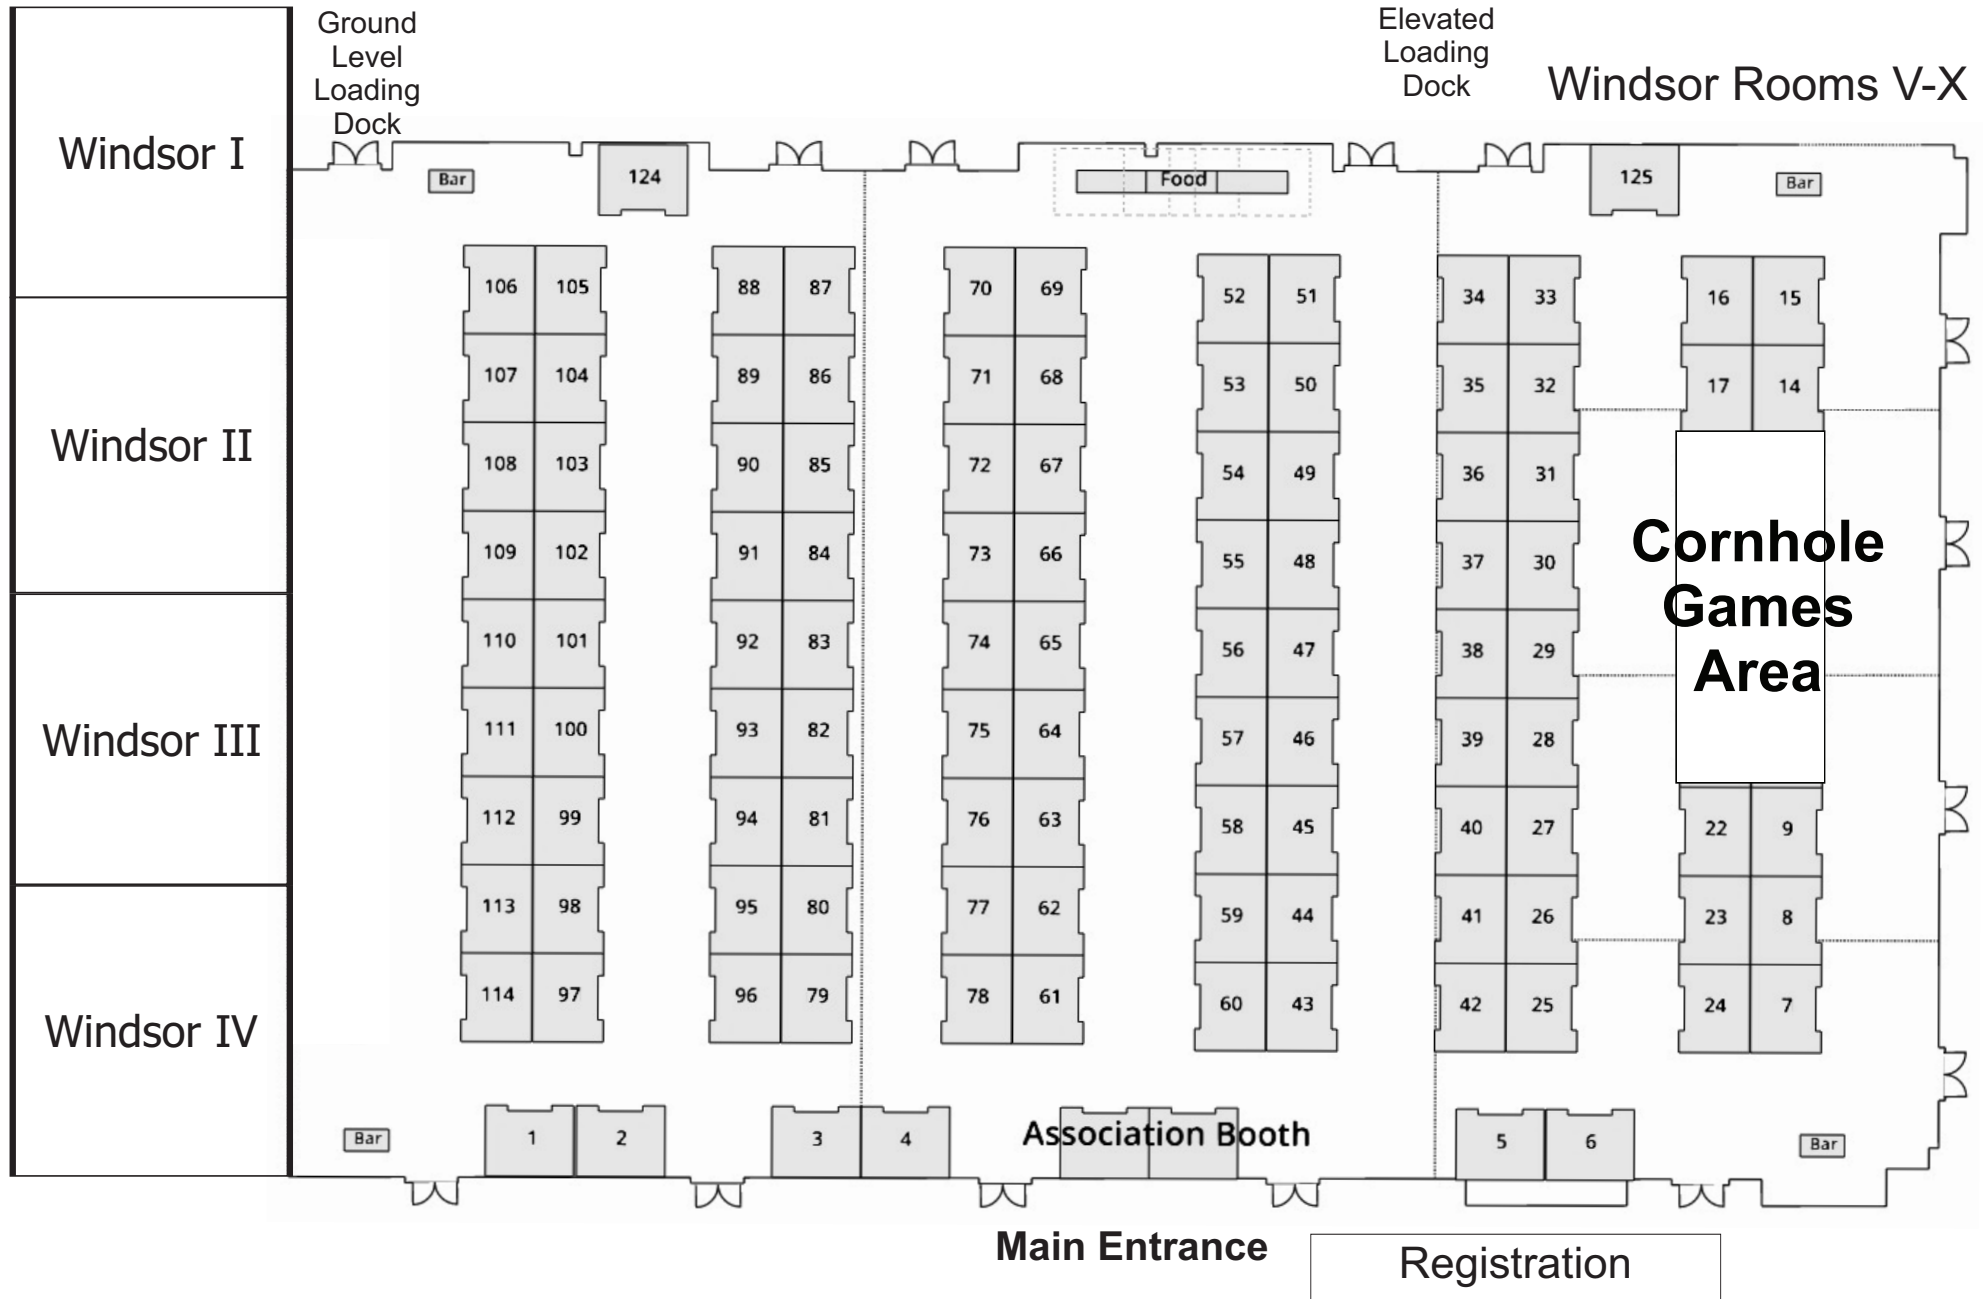 Ground
Level
Loading
Dock
Elevated
Loading
Dock
Windsor Rooms V-X
Windsor I
Windsor II
Windsor III
Windsor IV
Bar
124
Food
125
Bar
106 105 88 87 70 69 52 51 34 33 16 15
107 104 89 86 71 68 53 50 35 32 17 14
108 103 90 85 72 67 54 49 36 31
109 102 91 84 73 66 55 48 37 30
110 101 92 83 74 65 56 47 38 29
111 100 93 82 75 64 57 46 39 28
Cornhole
Games
Area
112 99 94 81 76 63 58 45 40 27 22 9
113 98 95 80 77 62 59 44 41 26 23 8
114 97 96 79 78 61 60 43 42 25 24 7
Bar
1 2 3 4
Association Booth
5 6
Bar
Main Entrance
Registration